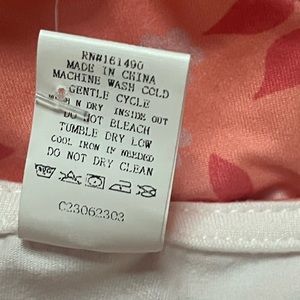 RN#161490
MADE IN CHINA
MACHINE WASH COLD
GENTLE CYCLE
WASH N DRY INSIDE OUT
DO NOT BLEACH
TUMBLE DRY LOW
COOL IRON IF NEEDED
DO NOT DRY CLEAN
C23062303